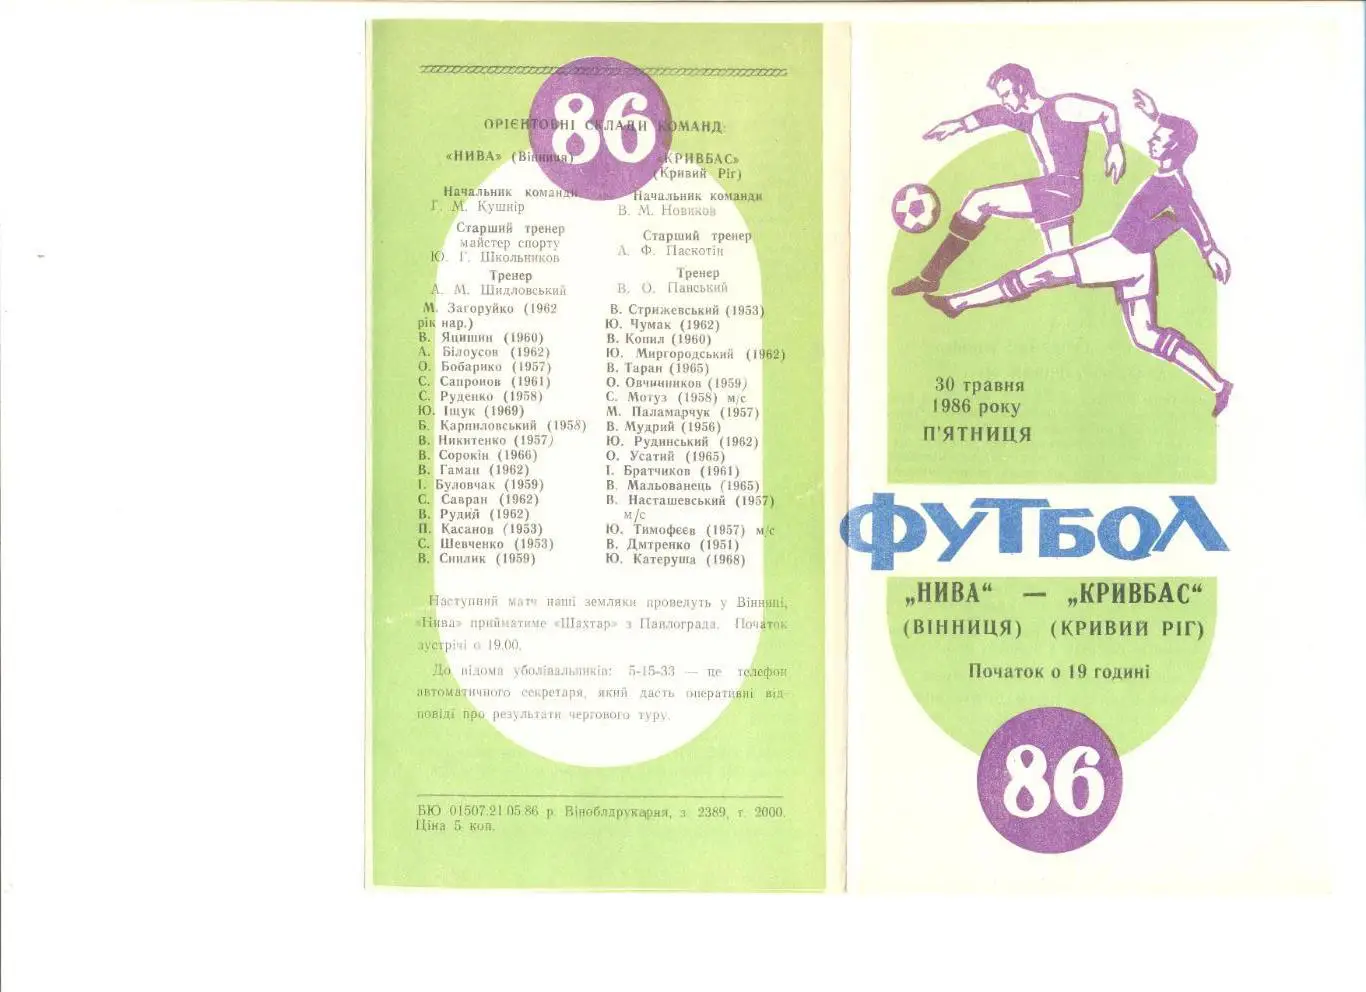 86
ОРІЄНТОВНІ СКЛАДИ КОМАНД:
«НИВА» (Вінниця)
Начальник команди
Г. М. Кушнір
Старший тренер
майстер спорту
Ю. Г. Школьников
Тренер
А. М. Шидловський
М. Загоруйко (1962
рік нар.)
В. Яцишин (1960)
А. Білоусов (1962)
О. Бобарико (1957)
С. Сапронов (1961)
С. Руденко (1958)
Ю. Іщук (1969)
Б. Карпиловський (1958)
В. Никитенко (1957)
В. Сорокін (1966)
В. Гаман (1962)
І. Буловчак (1959)
С. Савран (1962)
В. Рудий (1962)
П. Касанов (1953)
С. Шевченко (1953)
В. Снилик (1959)
«КРИВБАС»
(Кривий Ріг)
Начальник команди
В. М. Новиков
Старший тренер
А. Ф. Паскотін
Тренер
В. О. Панський
В. Стрижевський (1953)
Ю. Чумак (1962)
В. Копил (1960)
Ю. Миргородський (1962)
В. Таран (1965)
О. Овчинников (1959)
С. Мотуз (1958) м/с
М. Паламарчук (1957)
В. Мудрий (1956)
Ю. Рудинський (1962)
О. Усатий (1965)
І. Братчиков (1961)
В. Мальованець (1965)
В. Насташевський (1957)
м/с
Ю. Тимофєєв (1957) м/с
В. Дмтренко (1951)
Ю. Катеруша (1968)
Наступний матч наші земляки проведуть у Вінниці,
«Нива» прийматиме «Шахтар» з Павлограда. Початок
зустрічі о 19.00.
До відома уболівальників: 5-15-33 — це телефон
автоматичного секретаря, який дасть оперативні від-
повіді про результати чергового туру.
БЮ 01507.21.05.86 р. Віноблдрукарня, з. 2389, т. 2000.
Ціна 5 коп.
30 травня
1986 року
П'ЯТНИЦЯ
ФУТБОЛ
„НИВА“ — „КРИВБАС“
(ВІННИЦЯ) (КРИВИЙ РІГ)
Початок о 19 годині
86